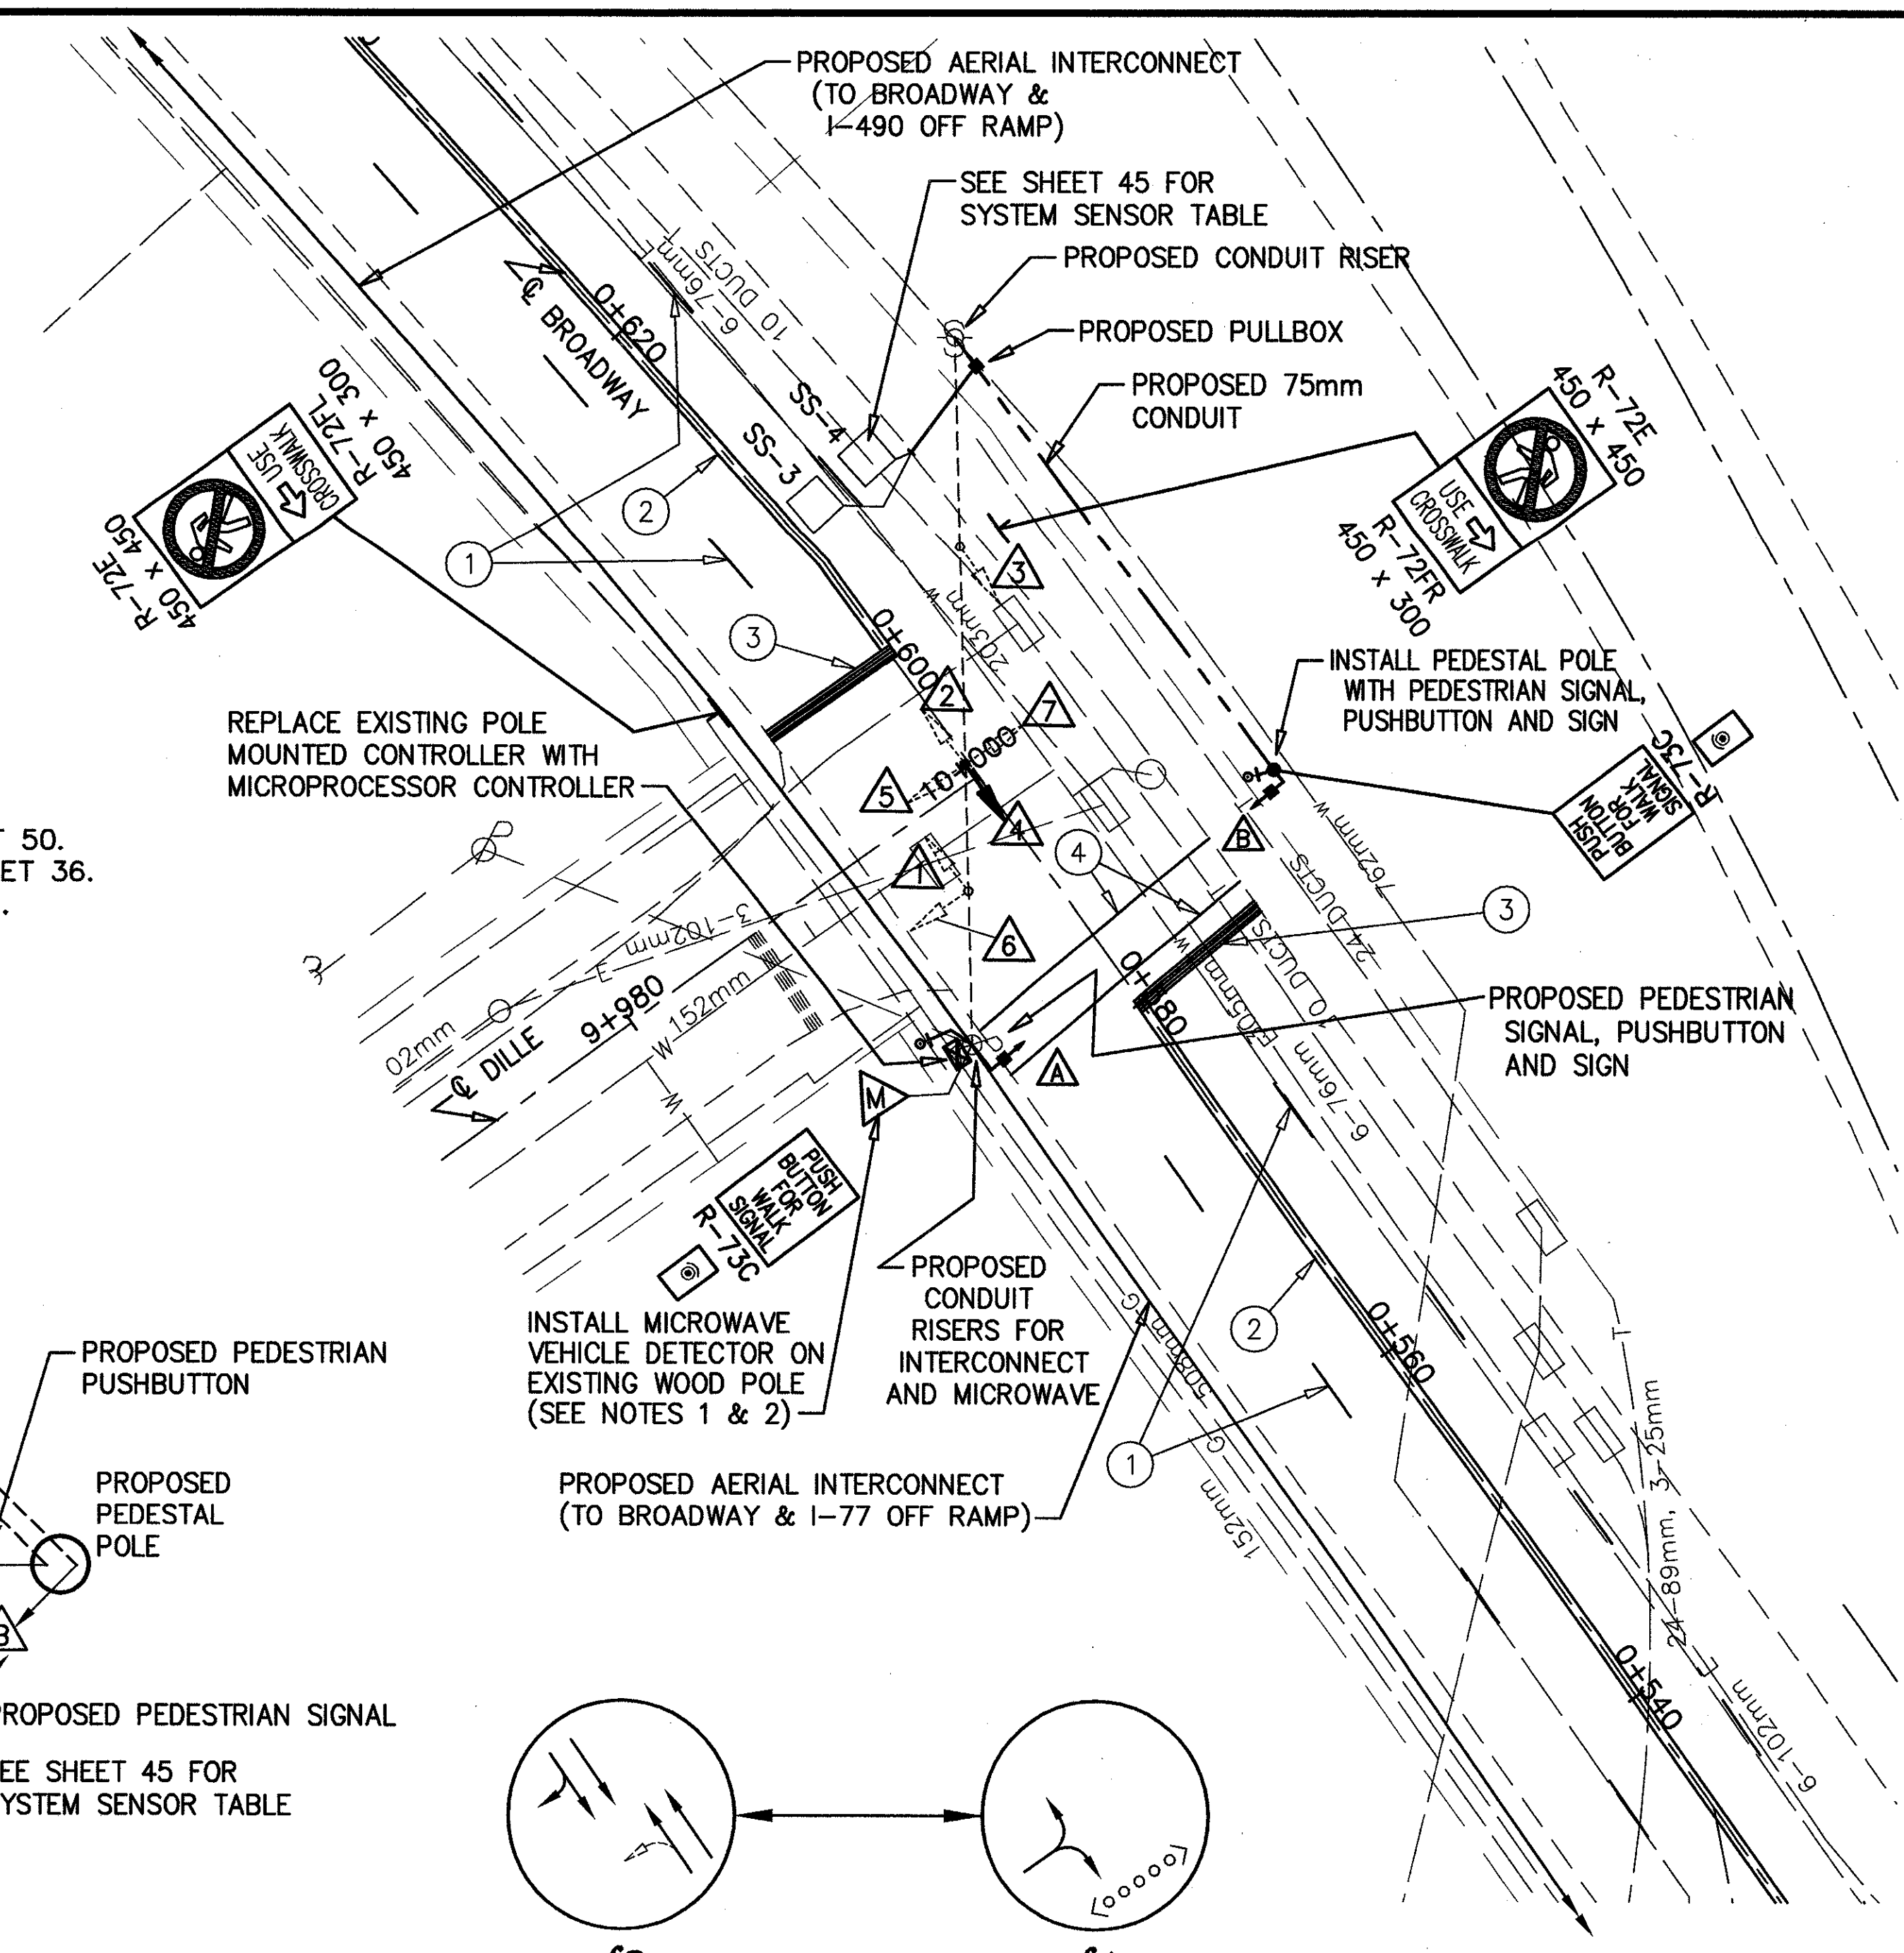 PROPOSED AERIAL INTERCONNECT
(TO BROADWAY &
I-490 OFF RAMP)
SEE SHEET 45 FOR
SYSTEM SENSOR TABLE
PROPOSED CONDUIT RISER
PROPOSED PULLBOX
PROPOSED 75mm
CONDUIT
6-76mm T
10 DUCTS
0+620
℄ BROADWAY
SS-4
SS-3
R-72FL
450 x 300
USE
CROSSWALK
R-72E
450 x 450
R-72E
450 x 450
USE
CROSSWALK
R-72FR
450 x 300
2
1
3
3
0+600
203mm
W
2
7
10+000
5
4
1
6
4
B
3
INSTALL PEDESTAL POLE
WITH PEDESTRIAN SIGNAL,
PUSHBUTTON AND SIGN
R-73C
PUSH
BUTTON
FOR
WALK
SIGNAL
REPLACE EXISTING POLE
MOUNTED CONTROLLER WITH
MICROPROCESSOR CONTROLLER
T 50.
ET 36.
.
762mm W
24 DUCTS
3-102mm
E
9+980
W 152mm
W
02mm
℄ DILLE
0+580
305mm
W
10 DUCTS
E
6-76mm
PROPOSED PEDESTRIAN
SIGNAL, PUSHBUTTON
AND SIGN
A
M
PUSH
BUTTON
FOR
WALK
SIGNAL
R-73C
PROPOSED
CONDUIT
RISERS FOR
INTERCONNECT
AND MICROWAVE
INSTALL MICROWAVE
VEHICLE DETECTOR ON
EXISTING WOOD POLE
(SEE NOTES 1 & 2)
PROPOSED AERIAL INTERCONNECT
(TO BROADWAY & I-77 OFF RAMP)
508mm G
152mm G
2
1
0+560
T
24-89mm, 3-25mm
0+540
6-102mm
E
PROPOSED PEDESTRIAN
PUSHBUTTON
PROPOSED
PEDESTAL
POLE
B
PROPOSED PEDESTRIAN SIGNAL
EE SHEET 45 FOR
YSTEM SENSOR TABLE